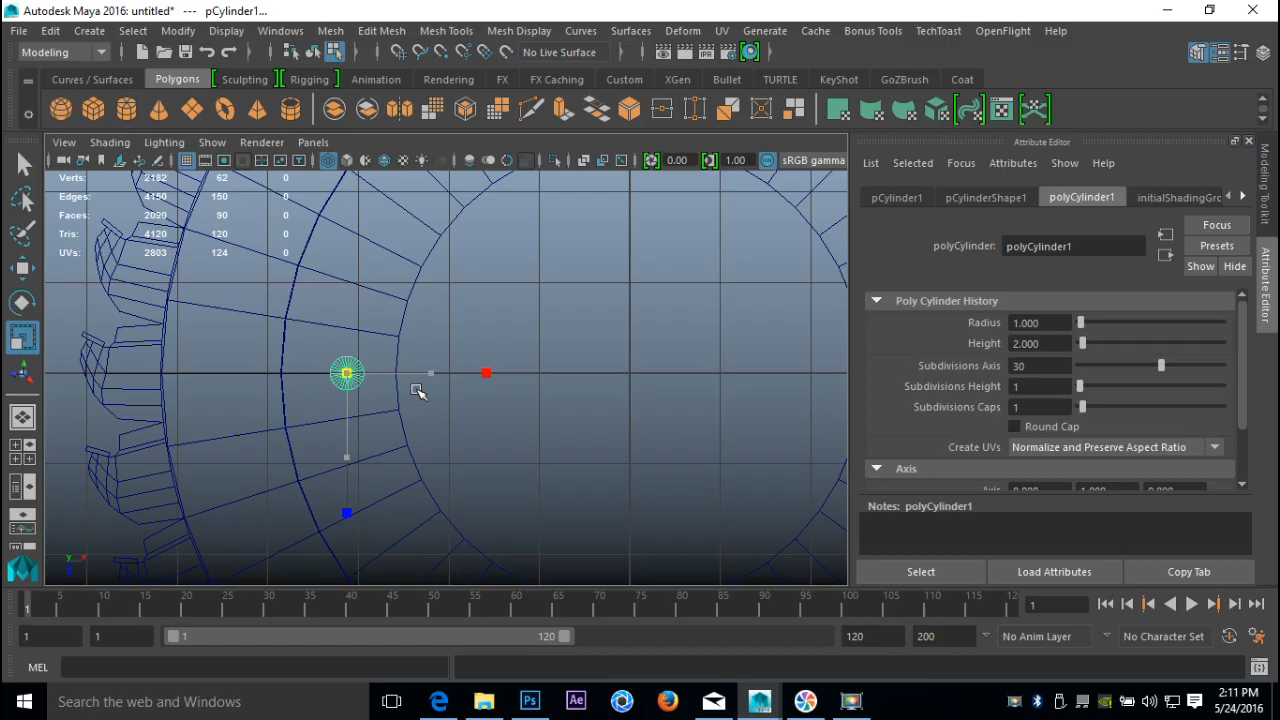 Autodesk Maya 2016: untitled* --- pCylinder1...
File Edit Create Select Modify Display Windows Mesh Edit Mesh Mesh Tools Mesh Display Curves Surfaces Deform UV Generate Cache Bonus Tools TechToast OpenFlight Help
Modeling No Live Surface
Curves / Surfaces Polygons Sculpting Rigging Animation Rendering FX FX Caching Custom XGen Bullet TURTLE KeyShot GoZBrush Coat
View Shading Lighting Show Renderer Panels Attribute Editor
0.00 1.00 sRGB gamma List Selected Focus Attributes Show Help
Verts: 2182 62 0
Edges: 4150 150 0
Faces: 2090 90 0
Tris: 4120 120 0
UVs: 2803 124 0
pCylinder1 pCylinderShape1 polyCylinder1 initialShadingGro
Focus
polyCylinder: polyCylinder1 Presets
Show Hide
Poly Cylinder History
Radius 1.000
Height 2.000
Subdivisions Axis 30
Subdivisions Height 1
Subdivisions Caps 1
Round Cap
Create UVs Normalize and Preserve Aspect Ratio
Axis
Axis 0.000 1.000 0.000
Notes: polyCylinder1
Select Load Attributes Copy Tab
Modeling Toolkit
Attribute Editor
1 5 10 15 20 25 30 35 40 45 50 55 60 65 70 75 80 85 90 95 100 105 110 115 12 1
1 1 1 120 120 200 No Anim Layer No Character Set
MEL
Search the web and Windows
2:11 PM
5/24/2016